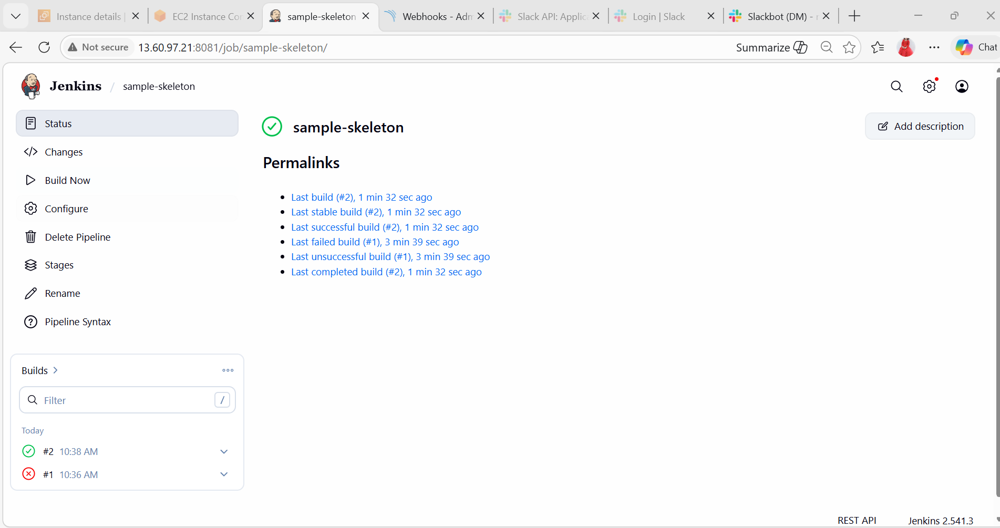 Instance details
EC2 Instance Cor
sample-skeleton
Webhooks - Adm
Slack API: Applic
Login | Slack
Slackbot (DM) -
Not secure
13.60.97.21:8081/job/sample-skeleton/
Summarize
Chat
Jenkins / sample-skeleton
Status
Changes
Build Now
Configure
Delete Pipeline
Stages
Rename
Pipeline Syntax
sample-skeleton
Add description
Permalinks
Last build (#2), 1 min 32 sec ago
Last stable build (#2), 1 min 32 sec ago
Last successful build (#2), 1 min 32 sec ago
Last failed build (#1), 3 min 39 sec ago
Last unsuccessful build (#1), 3 min 39 sec ago
Last completed build (#2), 1 min 32 sec ago
Builds
Filter /
Today
#2 10:38 AM
#1 10:36 AM
REST API Jenkins 2.541.3